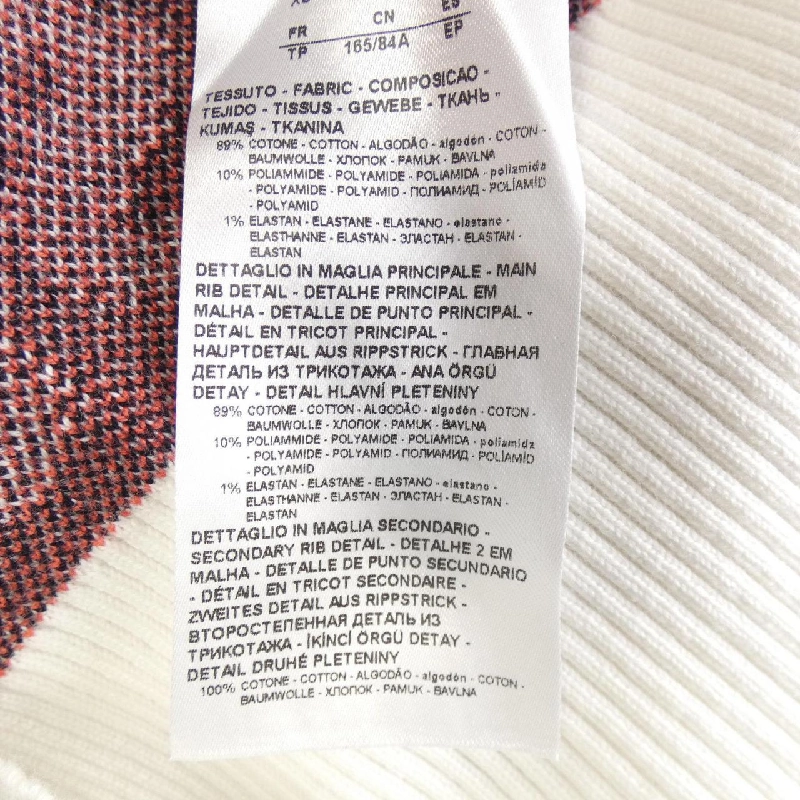 CN
FR
165/84A
EP
TP
TESSUTO - FABRIC - COMPOSICAO -
TEJIDO - TISSUS - GEWEBE - ТКАНЬ -
KUMAŞ - TKANINA
89% COTONE - COTTON - ALGODÃO - algodón - COTON -
BAUMWOLLE - ХЛОПОК - PAMUK - BAVLNA
10% POLIAMMIDE - POLYAMIDE - POLIAMIDA - poliamida
- POLYAMIDE - POLYAMID - ПОЛИАМИД - POLÍAMİD
- POLYAMID
1% ELASTAN - ELASTANE - ELASTANO - elastano -
ELASTHANNE - ELASTAN - ЭЛАСТАН - ELASTAN -
ELASTAN
DETTAGLIO IN MAGLIA PRINCIPALE - MAIN
RIB DETAIL - DETALHE PRINCIPAL EM
MALHA - DETALLE DE PUNTO PRINCIPAL -
DÉTAIL EN TRICOT PRINCIPAL -
HAUPTDETAIL AUS RIPPSTRICK - ГЛАВНАЯ
ДЕТАЛЬ ИЗ ТРИКОТАЖА - ANA ÖRGÜ
DETAY - DETAIL HLAVNÍ PLETENINY
89% COTONE - COTTON - ALGODÃO - algodón - COTON -
BAUMWOLLE - ХЛОПОК - PAMUK - BAVLNA
10% POLIAMMIDE - POLYAMIDE - POLIAMIDA - poliamida
- POLYAMIDE - POLYAMID - ПОЛИАМИД - POLÍAMİD
- POLYAMID
1% ELASTAN - ELASTANE - ELASTANO - elastano -
ELASTHANNE - ELASTAN - ЭЛАСТАН - ELASTAN -
ELASTAN
DETTAGLIO IN MAGLIA SECONDARIO -
SECONDARY RIB DETAIL - DETALHE 2 EM
MALHA - DETALLE DE PUNTO SECUNDARIO
- DÉTAIL EN TRICOT SECONDAIRE -
ZWEITES DETAIL AUS RIPPSTRICK -
ВТОРОСТЕПЕННАЯ ДЕТАЛЬ ИЗ
ТРИКОТАЖА - İKİNCİ ÖRGÜ DETAY -
DETAIL DRUHÉ PLETENINY
100% COTONE - COTTON - ALGODÃO - algodón - COTON -
BAUMWOLLE - ХЛОПОК - PAMUK - BAVLNA